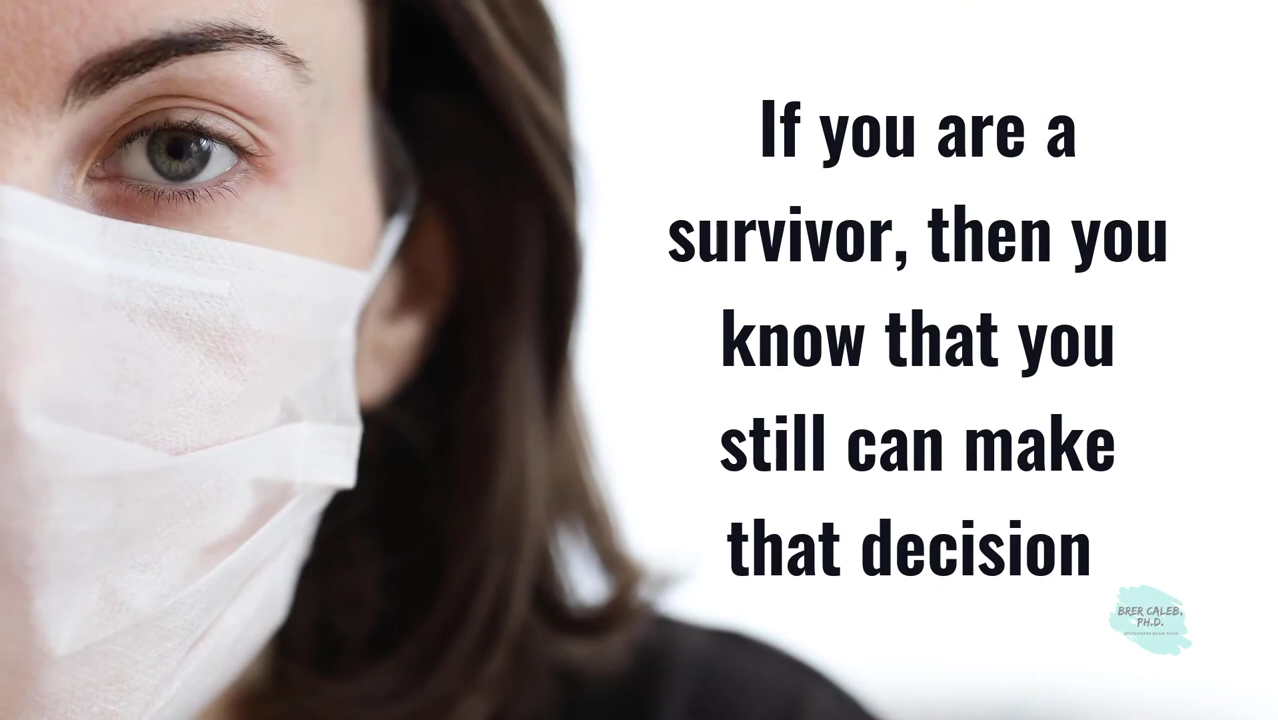 If you are a
survivor, then you
know that you
still can make
that decision
BRER CALEB,
PH.D.